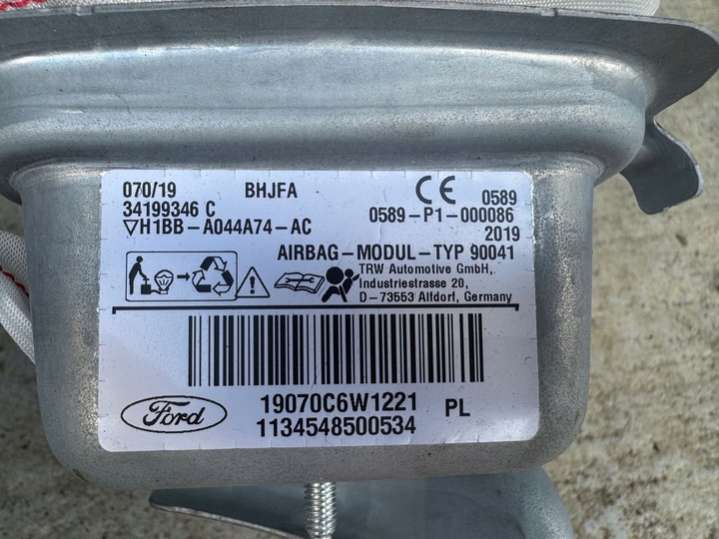 070/19 BHJFA
34199346 C
▽H1BB-A044A74-AC
CE 0589
0589-P1-000086
2019
AIRBAG-MODUL-TYP 90041
TRW Automotive GmbH,
Industriestrasse 20,
D-73553 Alfdorf, Germany
Ford
19070C6W1221 PL
1134548500534